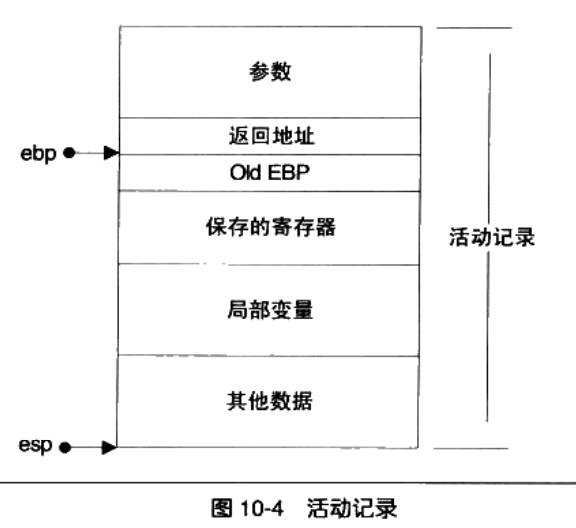 参数
返回地址
ebp
Old EBP
保存的寄存器
活动记录
局部变量
其他数据
esp
图 10-4 活动记录